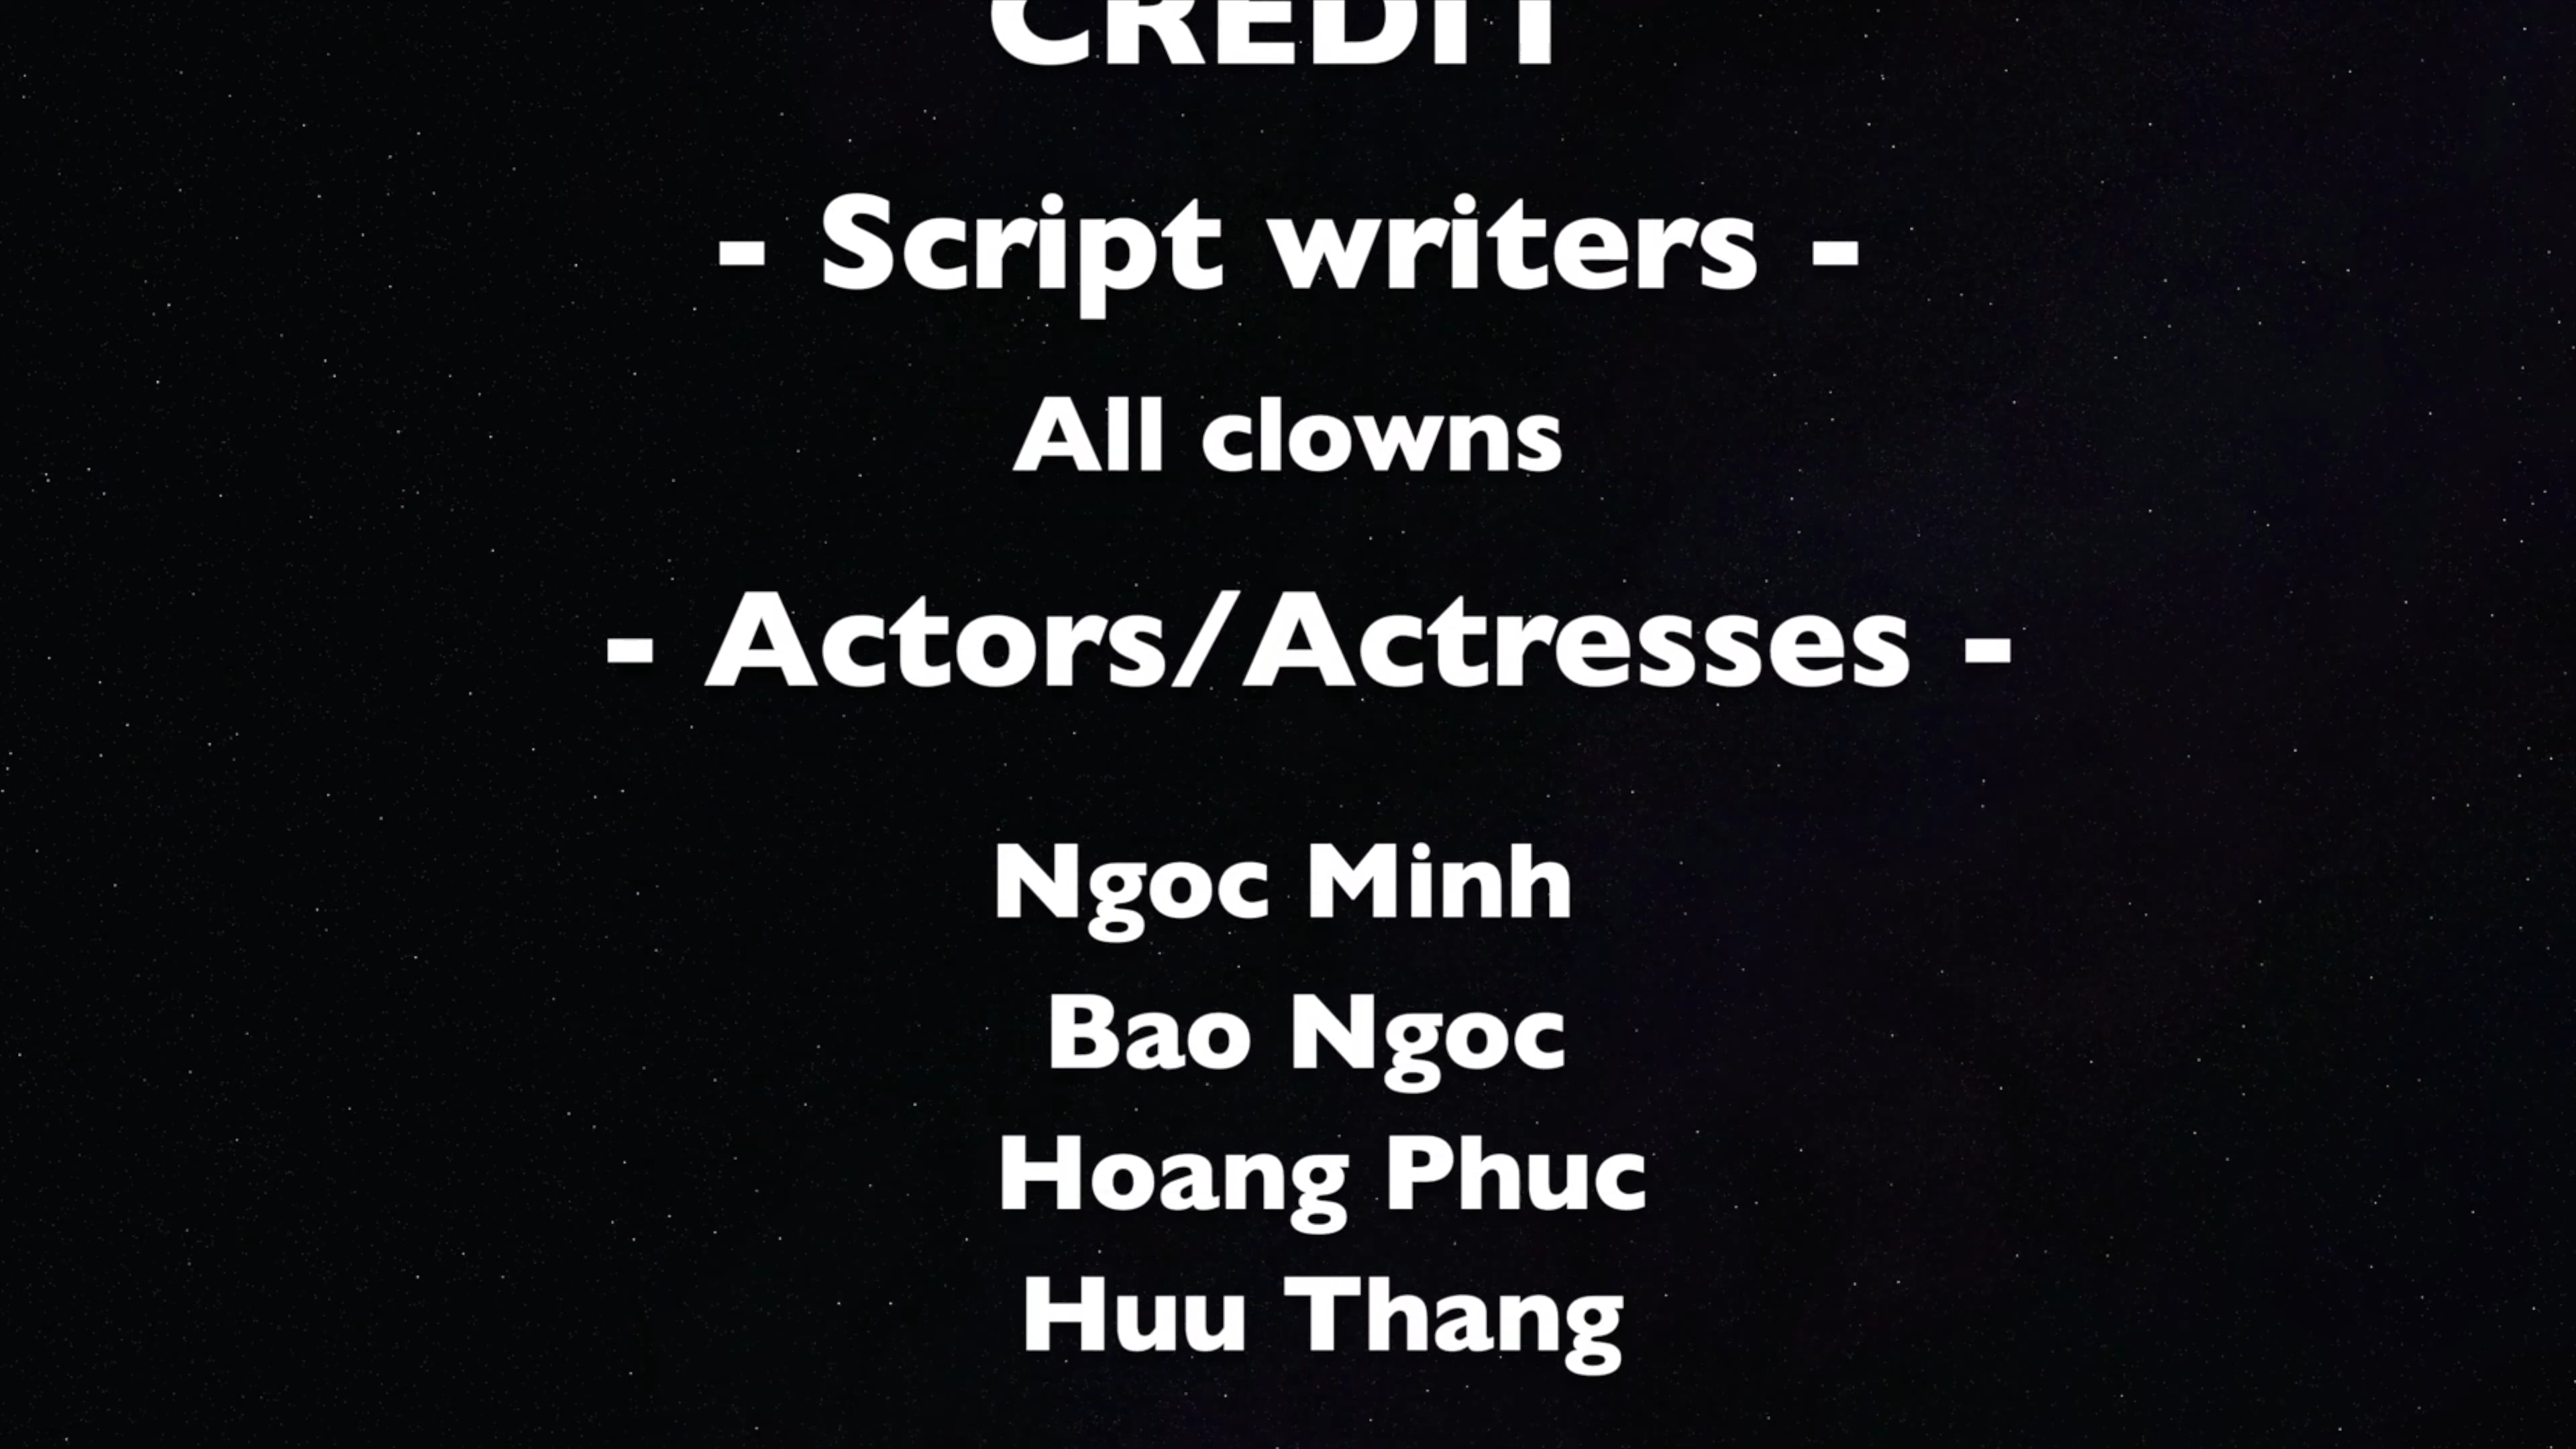 CREDIT
- Script writers -
All clowns
- Actors/Actresses -
Ngoc Minh
Bao Ngoc
Hoang Phuc
Huu Thang